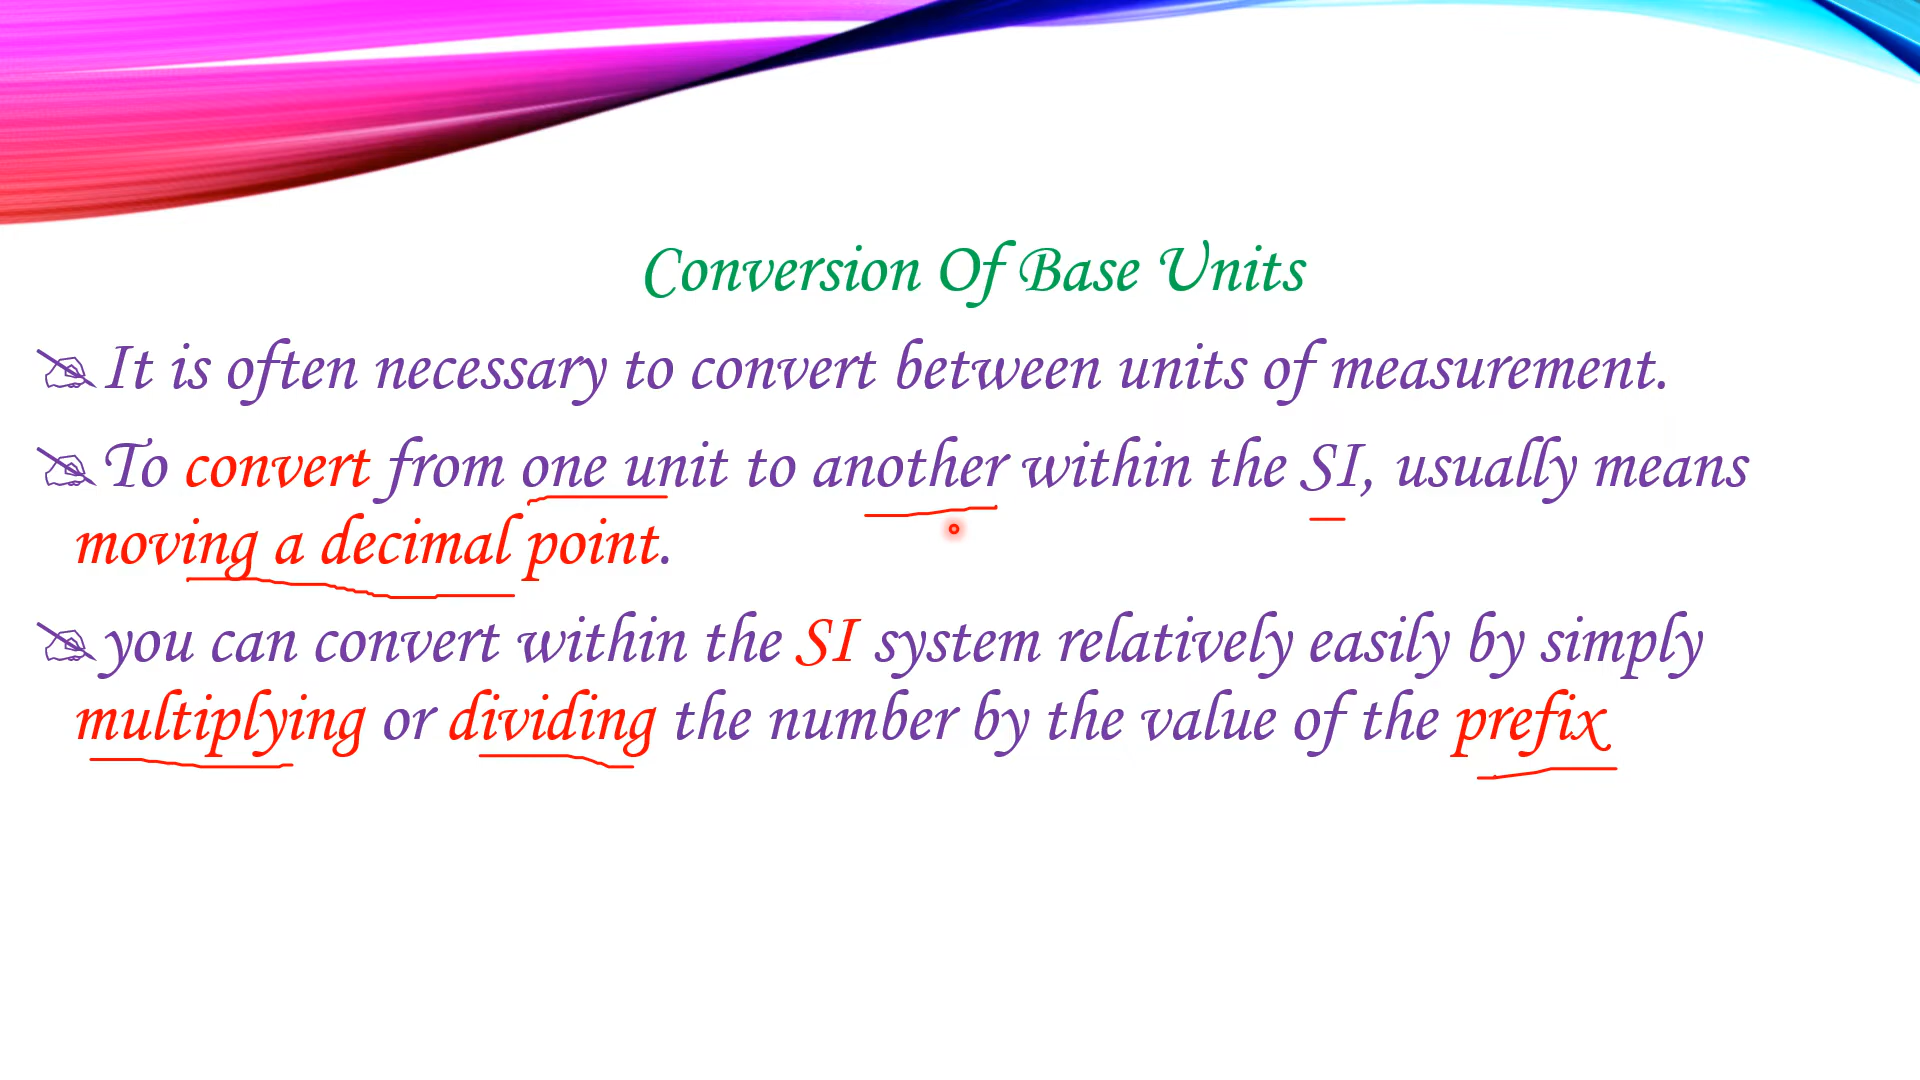 Conversion Of Base Units
It is often necessary to convert between units of measurement.
To convert from one unit to another within the SI, usually means
moving a decimal point.
you can convert within the SI system relatively easily by simply
multiplying or dividing the number by the value of the prefix